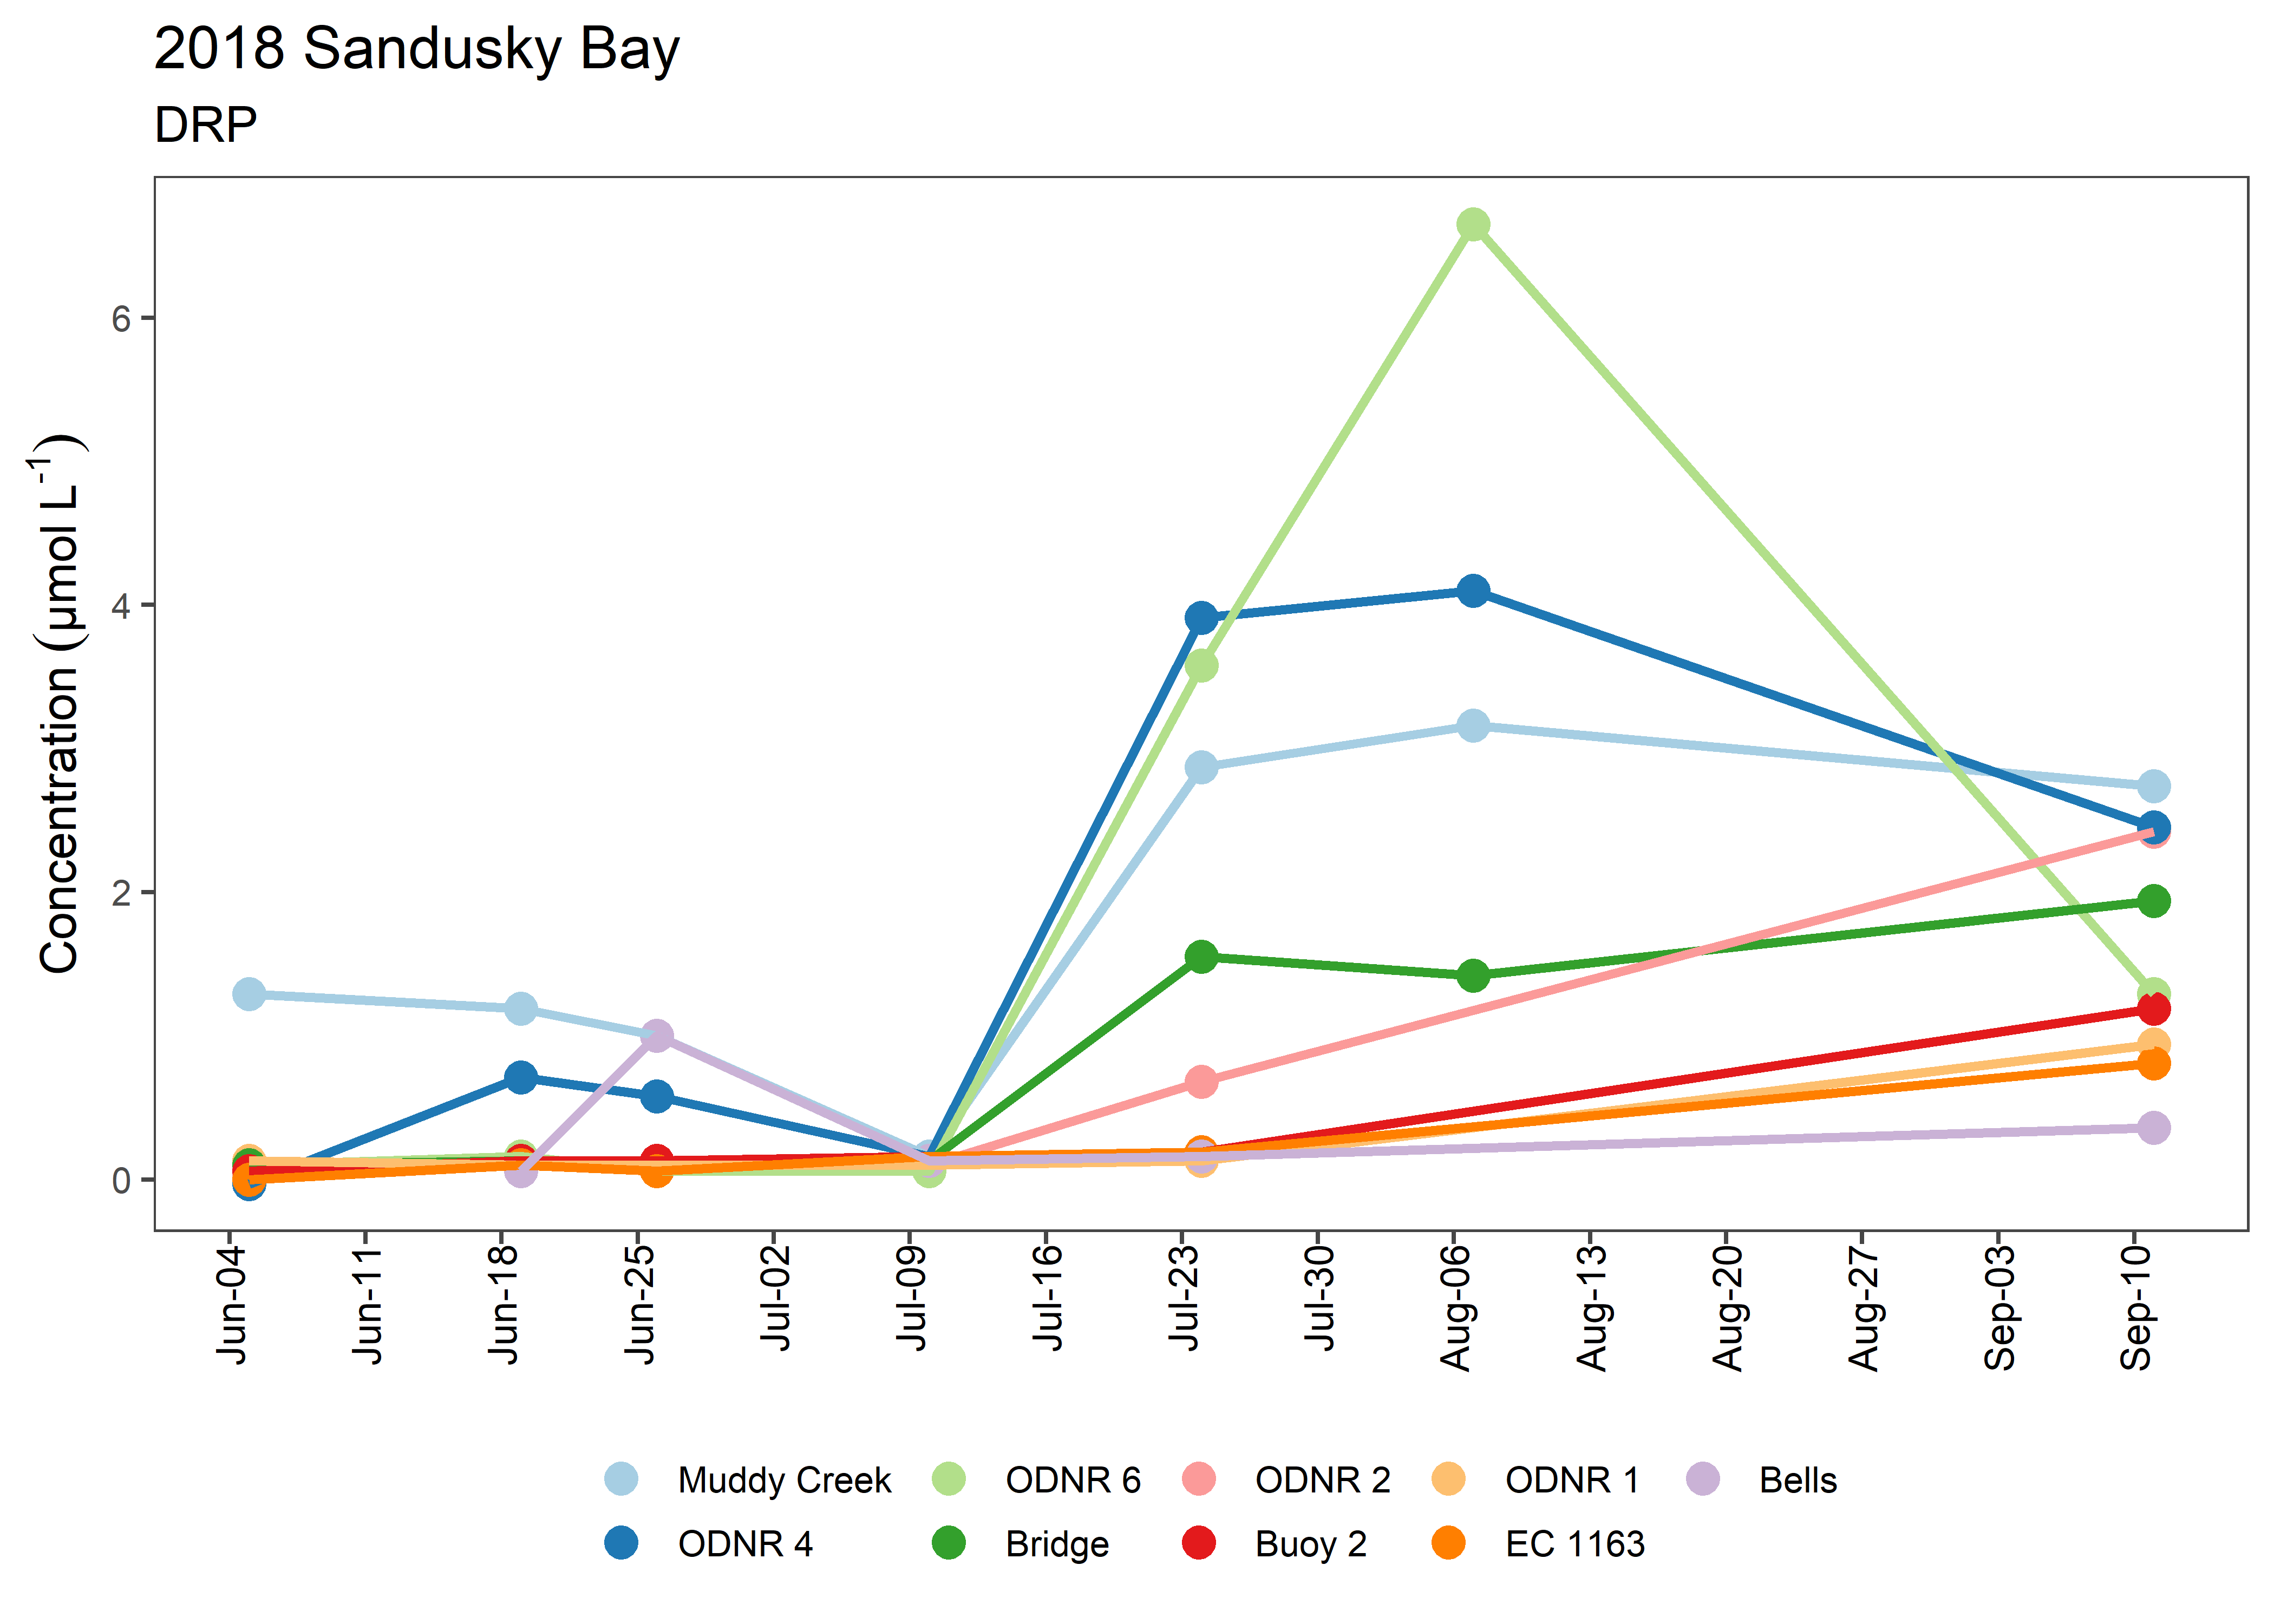 2018 Sandusky Bay
DRP
Concentration (µmol L-1)
6
4
2
0
Jun-04
Jun-11
Jun-18
Jun-25
Jul-02
Jul-09
Jul-16
Jul-23
Jul-30
Aug-06
Aug-13
Aug-20
Aug-27
Sep-03
Sep-10
Muddy Creek ODNR 6 ODNR 2 ODNR 1 Bells
ODNR 4 Bridge Buoy 2 EC 1163